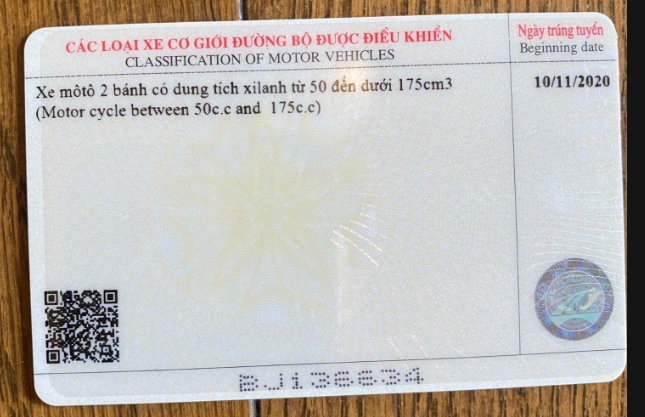 CÁC LOẠI XE CƠ GIỚI ĐƯỜNG BỘ ĐƯỢC ĐIỀU KHIỂN
CLASSIFICATION OF MOTOR VEHICLES
Ngày trúng tuyển
Beginning date
Xe môtô 2 bánh có dung tích xilanh từ 50 đến dưới 175cm3
(Motor cycle between 50c.c and 175c.c)
10/11/2020
BJ136634